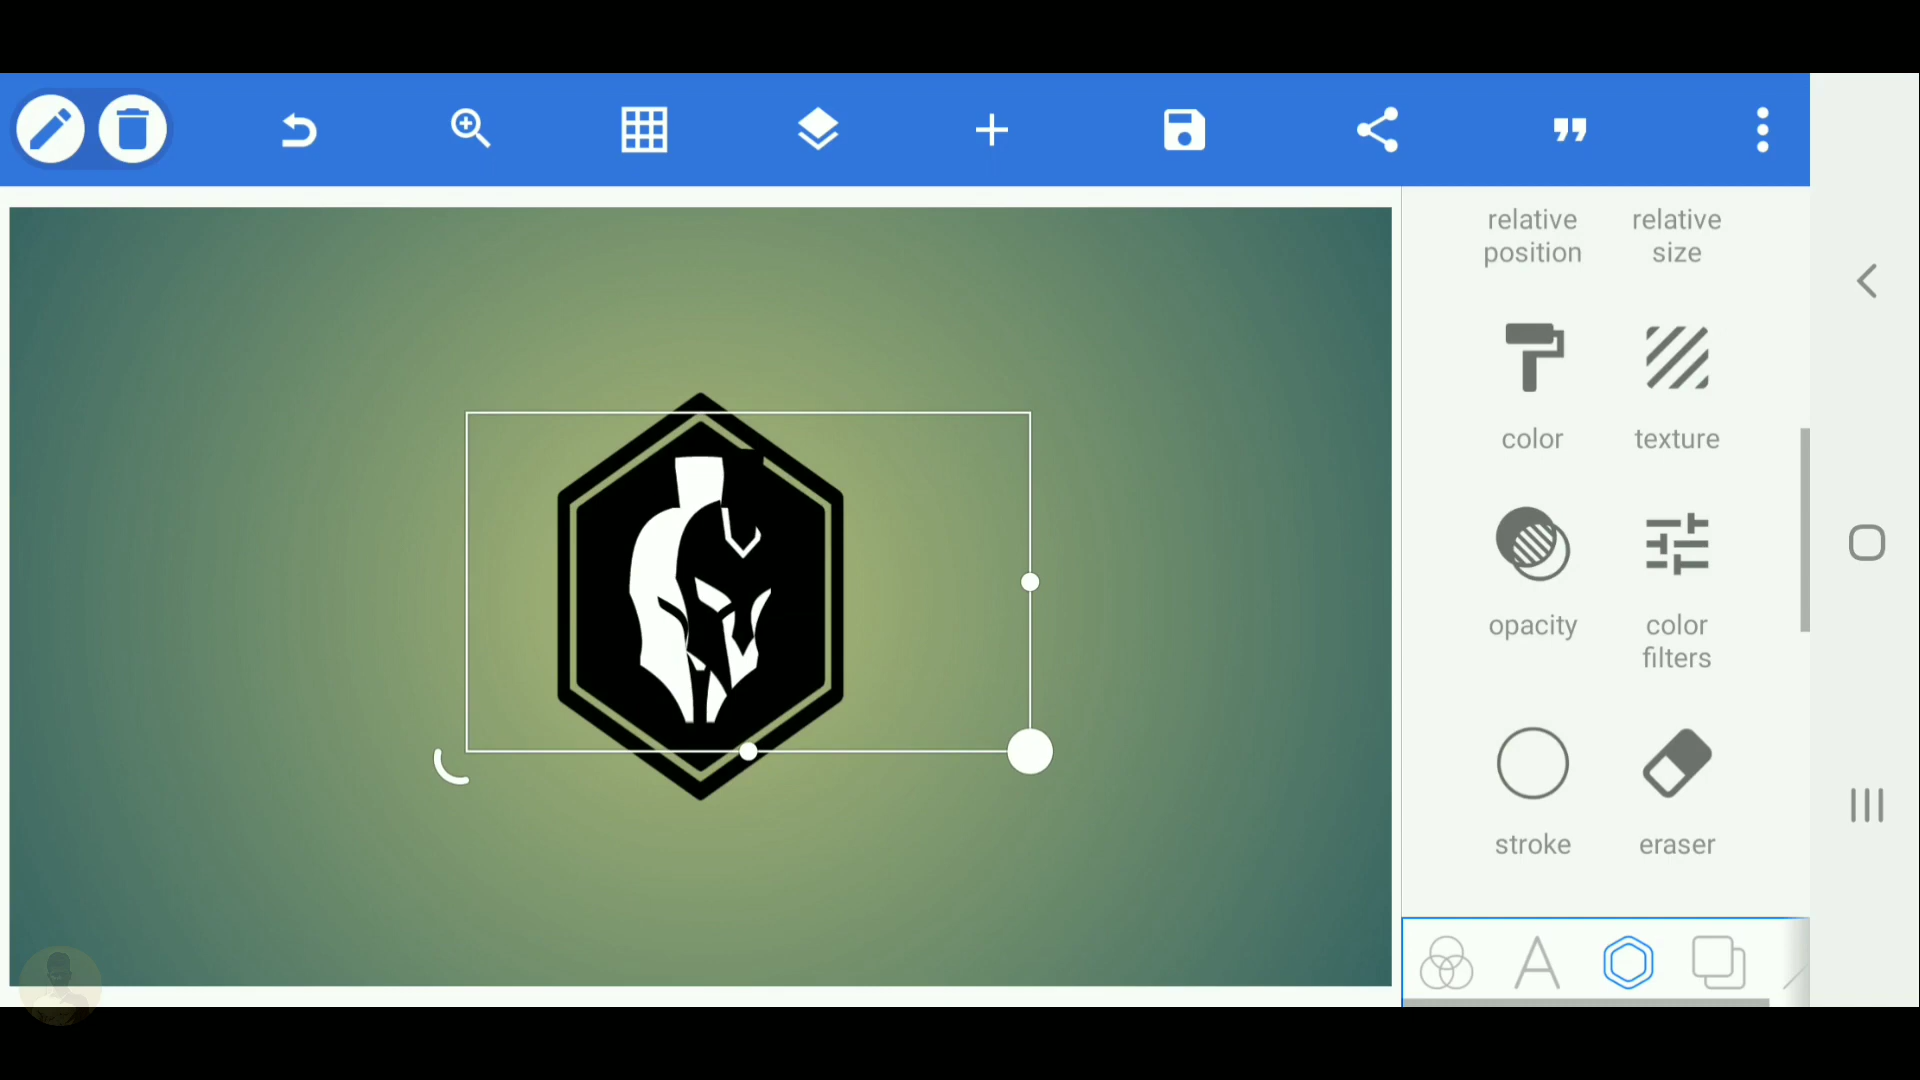 relative
position
relative
size
color
texture
opacity
color
filters
stroke
eraser